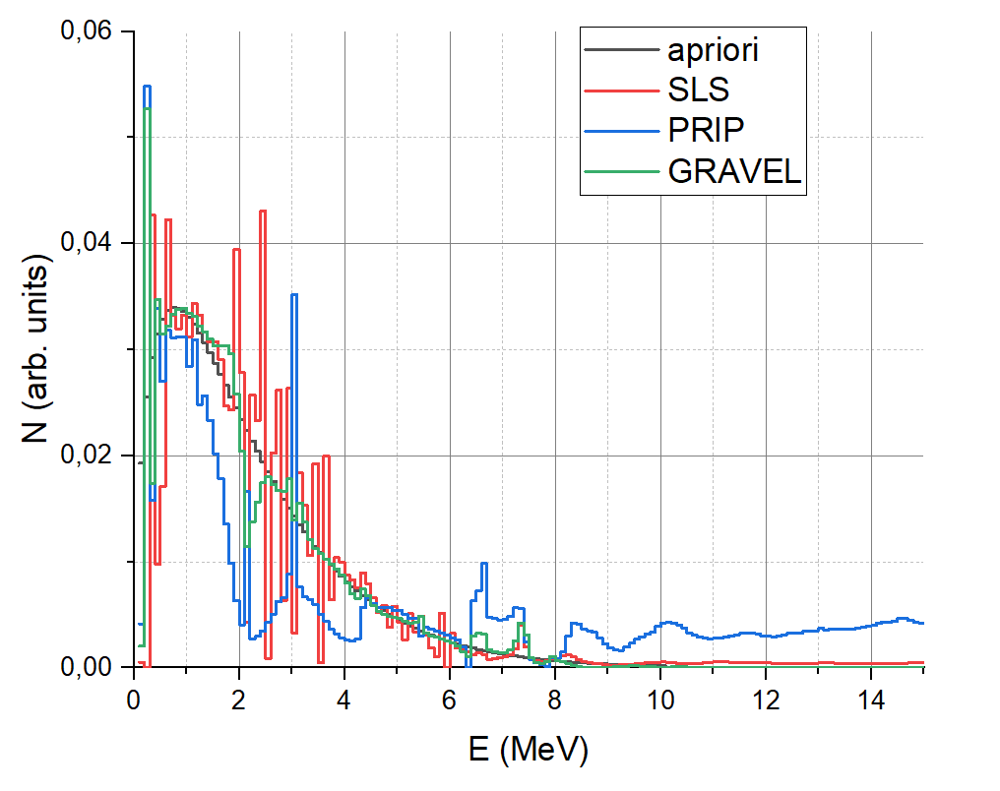 0,06
0,04
0,02
0,00
N (arb. units)
apriori
SLS
PRIP
GRAVEL
0 2 4 6 8 10 12 14
E (MeV)